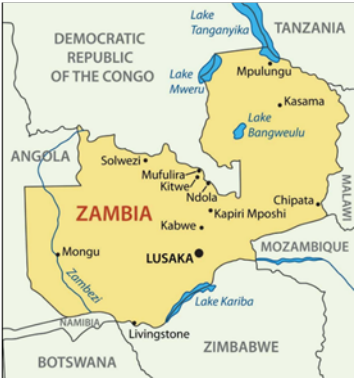 Lake
Tanganyika
TANZANIA
DEMOCRATIC
REPUBLIC
OF THE CONGO
Lake
Mweru
Mpulungu
Kasama
Lake
Bangweulu
ANGOLA
Solwezi
Mufulira
Kitwe
Ndola
MALAWI
Chipata
ZAMBIA
Kapiri Mposhi
Kabwe
MOZAMBIQUE
Mongu
LUSAKA
Zambezi
Lake Kariba
NAMIBIA
Livingstone
ZIMBABWE
BOTSWANA